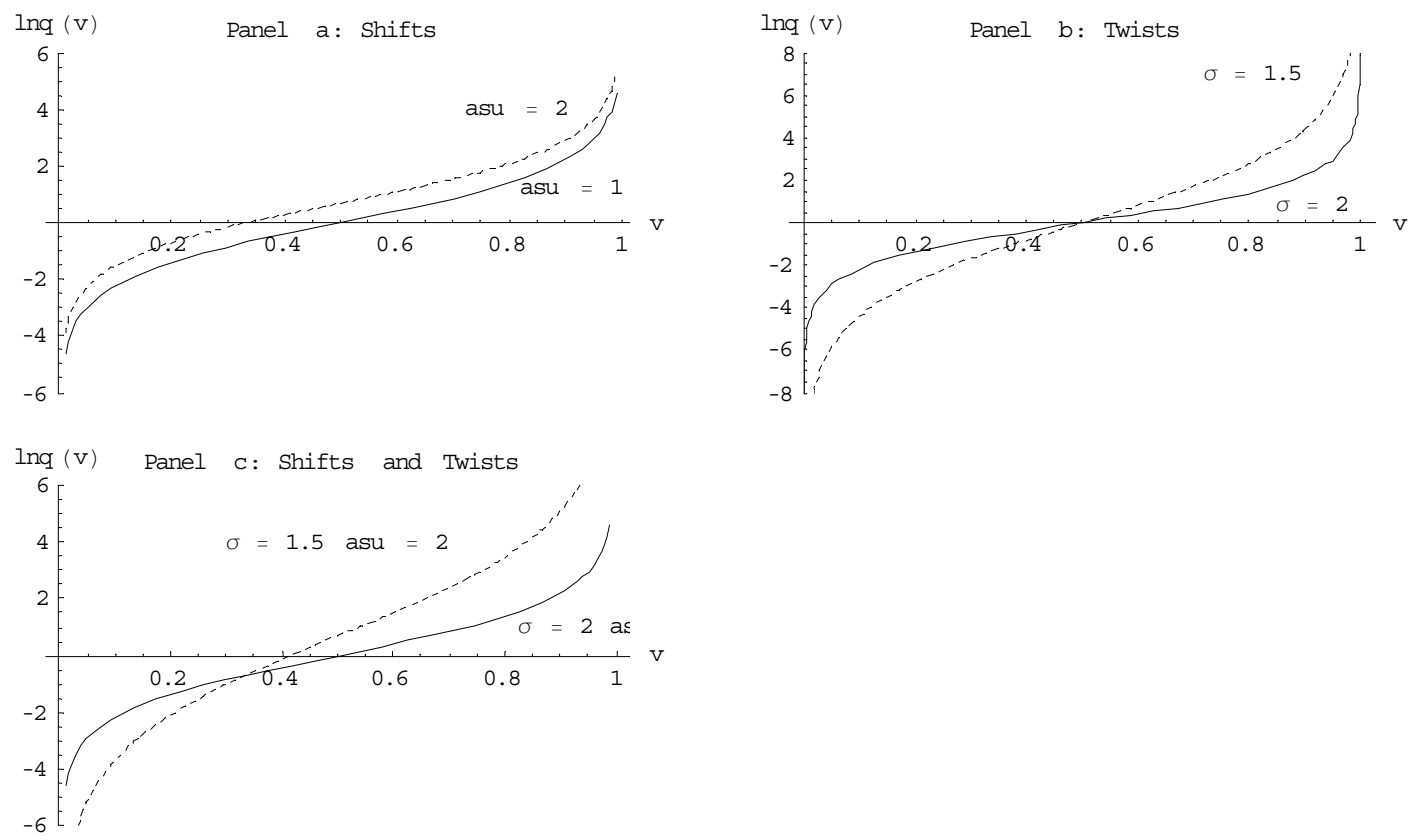 lnq (v)
Panel a: Shifts
6
4
2
-2
-4
-6
asu = 2
asu = 1
0.2
0.4
0.6
0.8
1
v
lnq (v)
Panel b: Twists
8
6
4
2
-2
-4
-6
-8
σ = 1.5
σ = 2
0.2
0.4
0.6
0.8
1
v
lnq (v)
Panel c: Shifts and Twists
6
4
2
-2
-4
-6
σ = 1.5 asu = 2
σ = 2 as
0.2
0.4
0.6
0.8
1
v